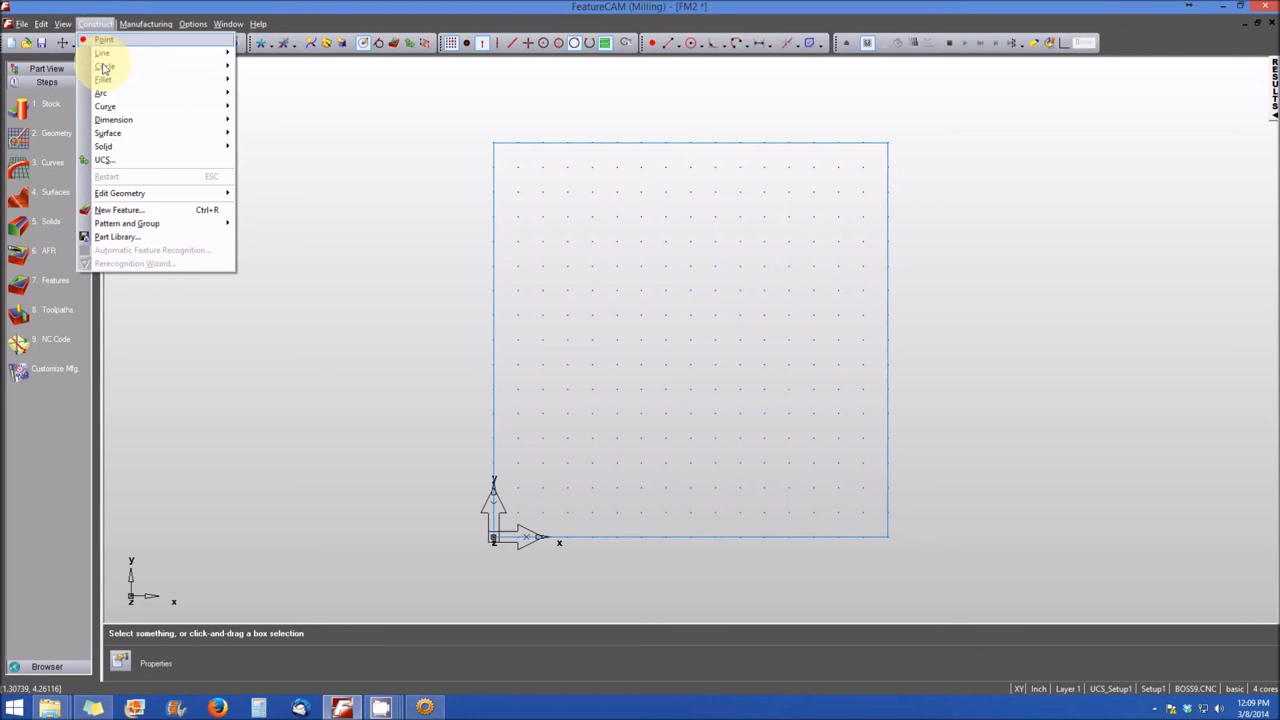 FeatureCAM (Milling) - [FM2 *]
File Edit View Construct Manufacturing Options Window Help
Part View
Steps
1. Stock
2. Geometry
3. Curves
4. Surfaces
5. Solids
6. AFR
7. Features
8. Toolpaths
9. NC Code
Customize Mfg.
Browser
Point
Line
Circle
Fillet
Arc
Curve
Dimension
Surface
Solid
UCS...
Restart ESC
Edit Geometry
New Feature... Ctrl+R
Pattern and Group
Part Library...
Automatic Feature Recognition...
Rerecognition Wizard...
RESULTS
y
z
x
y
z
x
Select something, or click-and-drag a box selection
Properties
[1.30739, 4.26116]
XY Inch Layer 1 UCS_Setup1 Setup1 BOSS9.CNC basic 4 cores
12:09 PM
3/8/2014